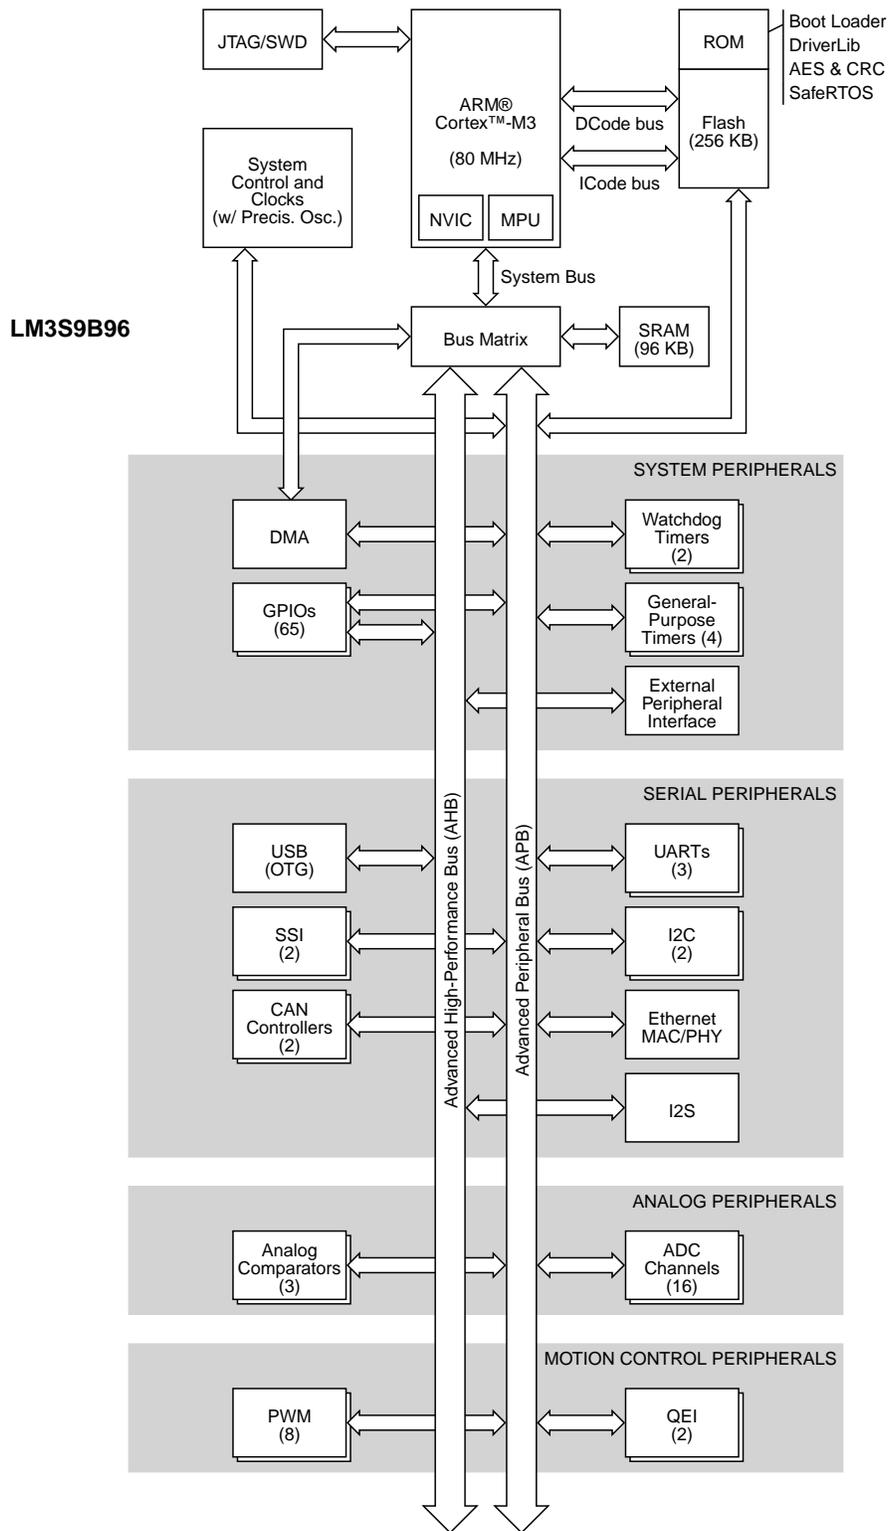 JTAG/SWD
ARM®
Cortex™-M3
(80 MHz)
NVIC
MPU
ROM
Boot Loader
DriverLib
AES & CRC
SafeRTOS
Flash
(256 KB)
DCode bus
ICode bus
System
Control and
Clocks
(w/ Precis. Osc.)
System Bus
LM3S9B96
Bus Matrix
SRAM
(96 KB)
SYSTEM PERIPHERALS
DMA
Watchdog
Timers
(2)
GPIOs
(65)
General-
Purpose
Timers (4)
External
Peripheral
Interface
Advanced High-Performance Bus (AHB)
Advanced Peripheral Bus (APB)
SERIAL PERIPHERALS
USB
(OTG)
UARTs
(3)
SSI
(2)
I2C
(2)
CAN
Controllers
(2)
Ethernet
MAC/PHY
I2S
ANALOG PERIPHERALS
Analog
Comparators
(3)
ADC
Channels
(16)
MOTION CONTROL PERIPHERALS
PWM
(8)
QEI
(2)